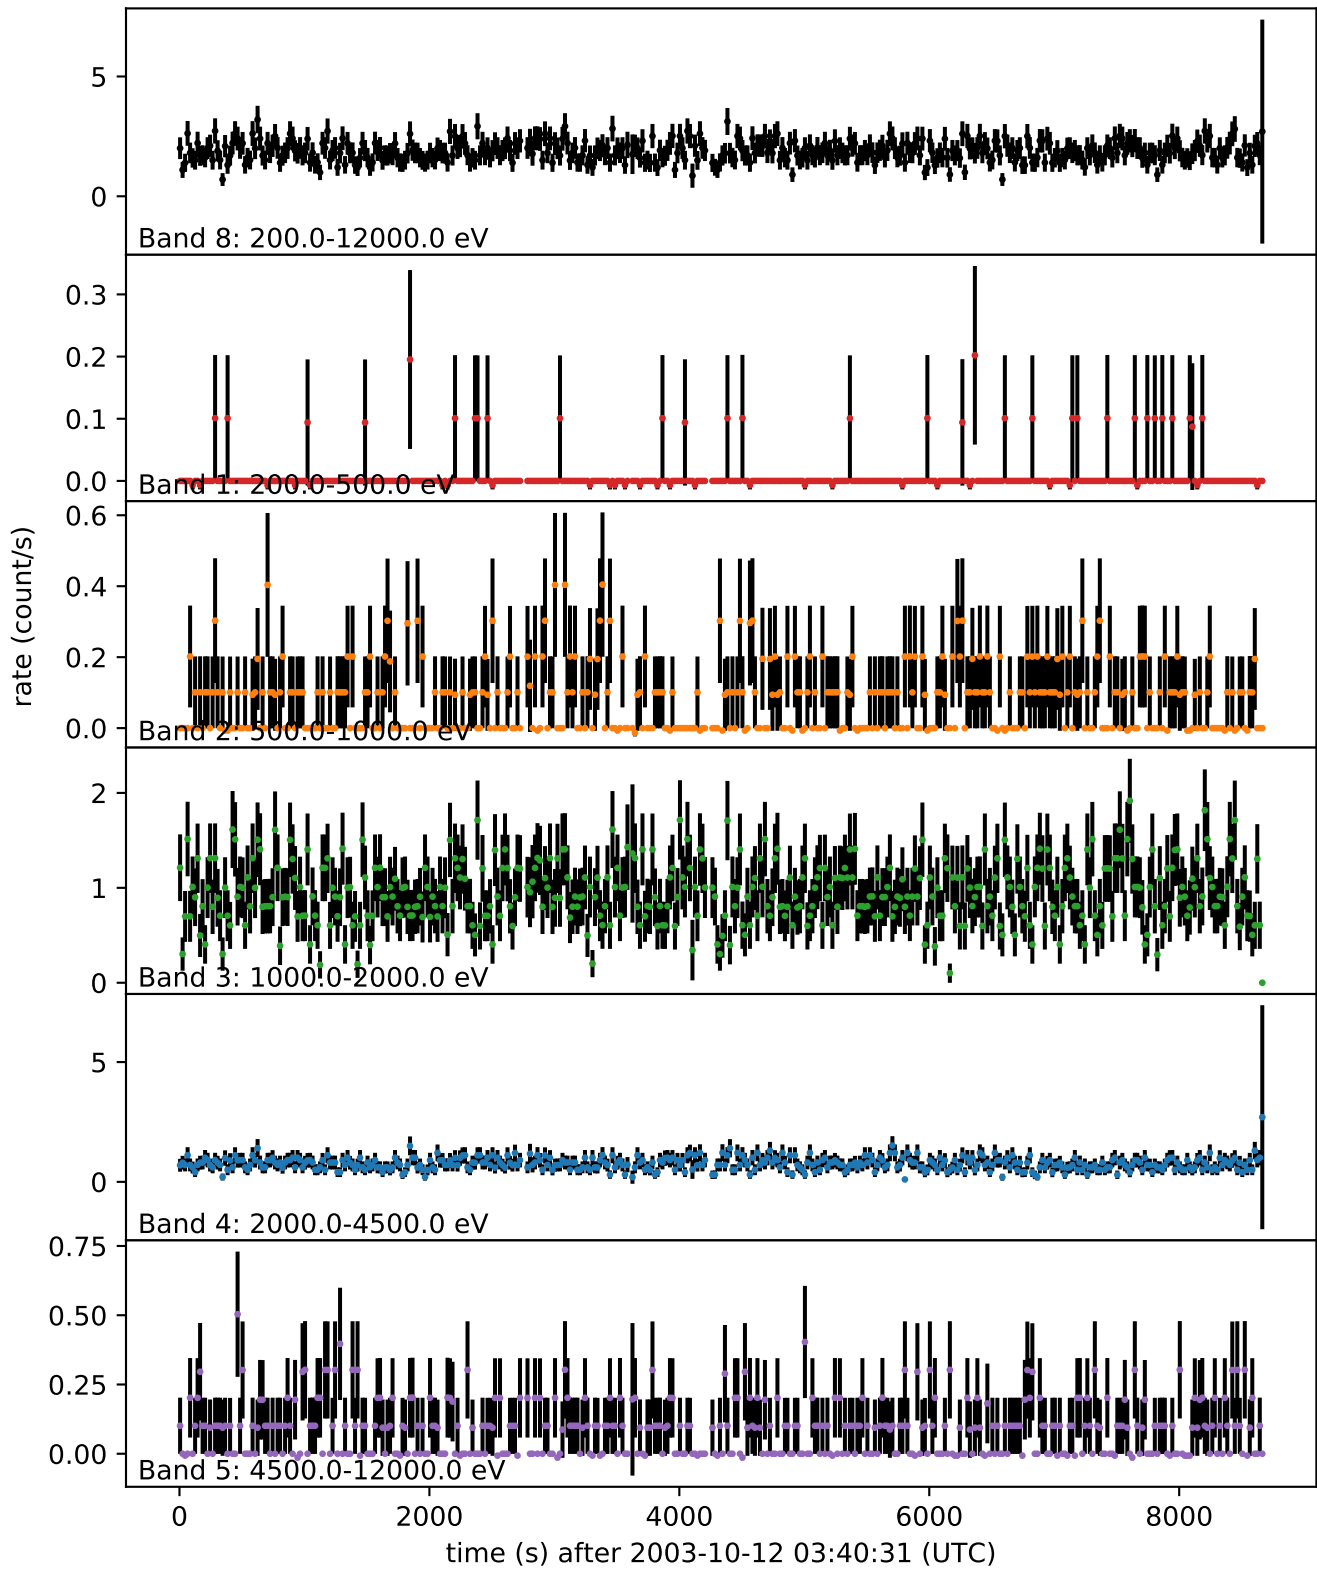 5
0
Band 8: 200.0-12000.0 eV
0.3
0.2
0.1
0.0
Band 1: 200.0-500.0 eV
0.6
0.4
0.2
0.0
Band 2: 500.0-1000.0 eV
rate (count/s)
2
1
0
Band 3: 1000.0-2000.0 eV
5
0
Band 4: 2000.0-4500.0 eV
0.75
0.50
0.25
0.00
Band 5: 4500.0-12000.0 eV
0 2000 4000 6000 8000
time (s) after 2003-10-12 03:40:31 (UTC)